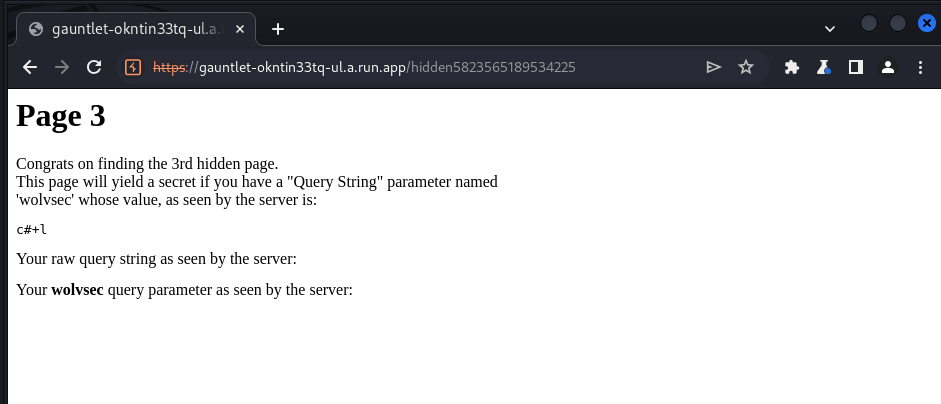 gauntlet-okntin33tq-ul.a.
https://gauntlet-okntin33tq-ul.a.run.app/hidden5823565189534225
Page 3
Congrats on finding the 3rd hidden page.
This page will yield a secret if you have a "Query String" parameter named
'wolvsec' whose value, as seen by the server is:
c#+l
Your raw query string as seen by the server:
Your wolvsec query parameter as seen by the server: